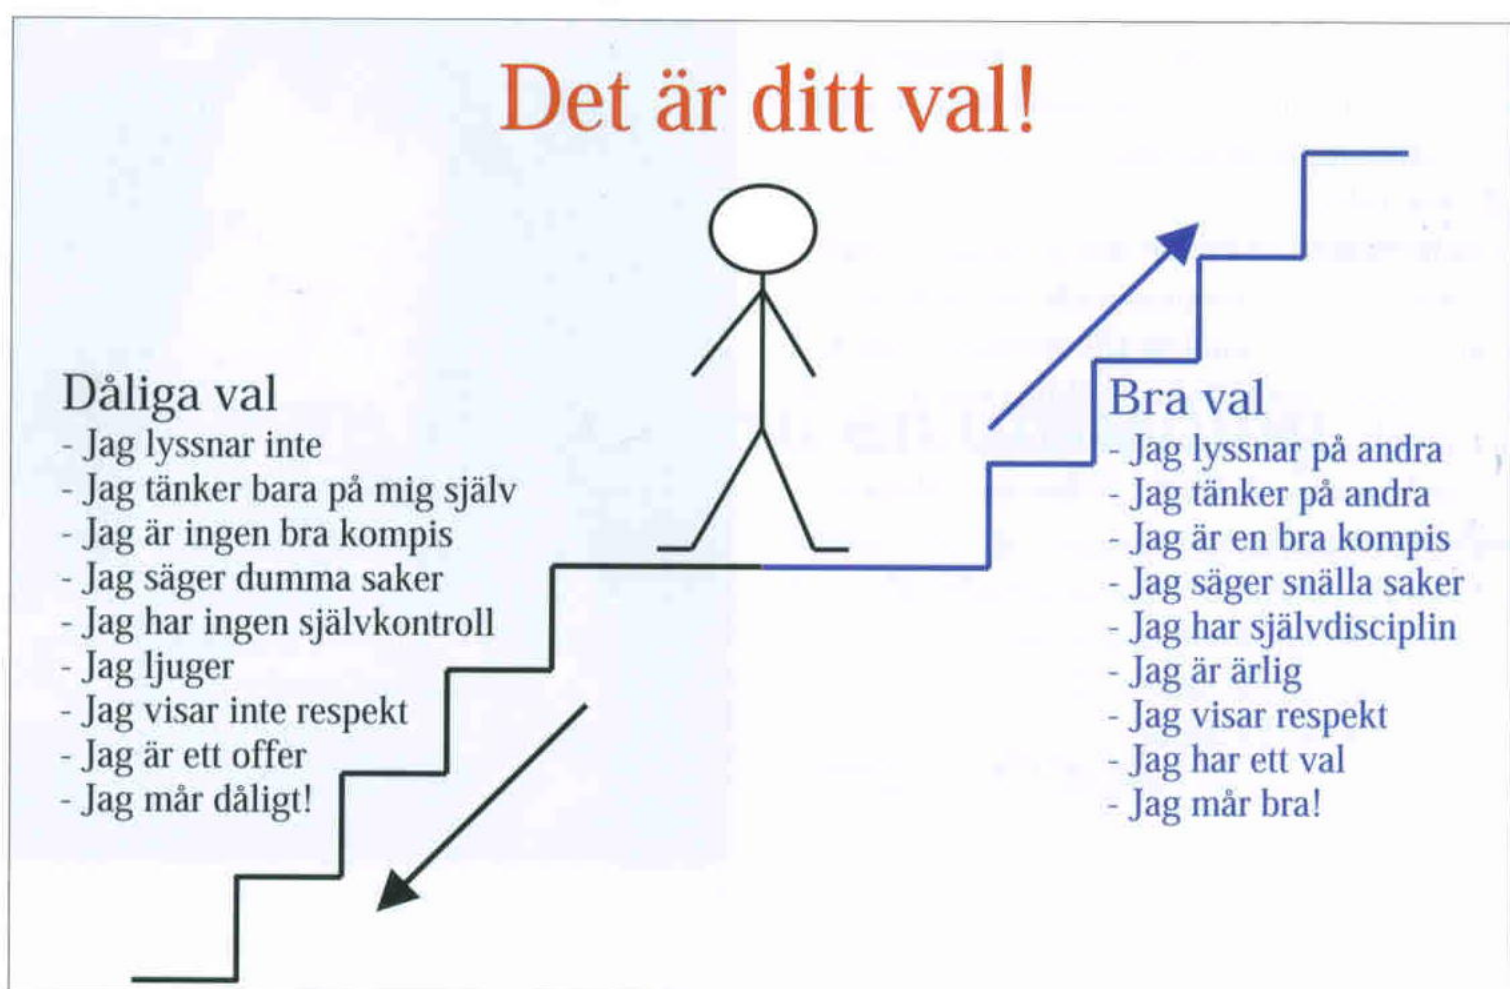 Det är ditt val!
Dåliga val
- Jag lyssnar inte
- Jag tänker bara på mig själv
- Jag är ingen bra kompis
- Jag säger dumma saker
- Jag har ingen självkontroll
- Jag ljuger
- Jag visar inte respekt
- Jag är ett offer
- Jag mår dåligt!
Bra val
- Jag lyssnar på andra
- Jag tänker på andra
- Jag är en bra kompis
- Jag säger snälla saker
- Jag har självdisciplin
- Jag är ärlig
- Jag visar respekt
- Jag har ett val
- Jag mår bra!